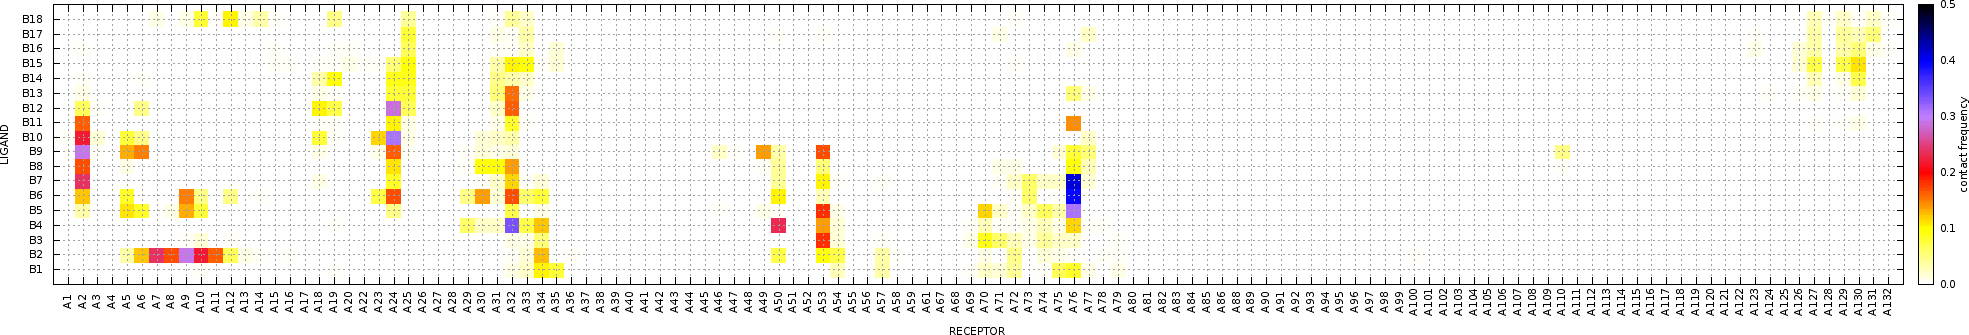 B18
B17
B16
B15
B14
B13
B12
B11
B10
B9
B8
B7
B6
B5
B4
B3
B2
B1
LIGAND
A1 A2 A3 A4 A5 A6 A7 A8 A9 A10 A11 A12 A13 A14 A15 A16 A17 A18 A19 A20 A22 A23 A24 A25 A26 A27 A28 A29 A30 A31 A32 A33 A34 A35 A36 A37 A38 A39 A40 A41 A42 A43 A44 A45 A46 A47 A48 A49 A50 A51 A52 A53 A54 A55 A56 A57 A58 A59 A61 A67 A68 A69 A70 A71 A72 A73 A74 A75 A76 A77 A78 A79 A80 A81 A82 A83 A84 A85 A86 A88 A89 A90 A91 A92 A93 A94 A95 A96 A97 A98 A99 A100 A101 A102 A103 A104 A105 A106 A107 A108 A109 A110 A111 A112 A113 A114 A115 A116 A117 A118 A119 A120 A121 A122 A123 A124 A125 A126 A127 A128 A129 A130 A131 A132
RECEPTOR
0.5
0.4
0.3
0.2
0.1
0.0
contact frequency